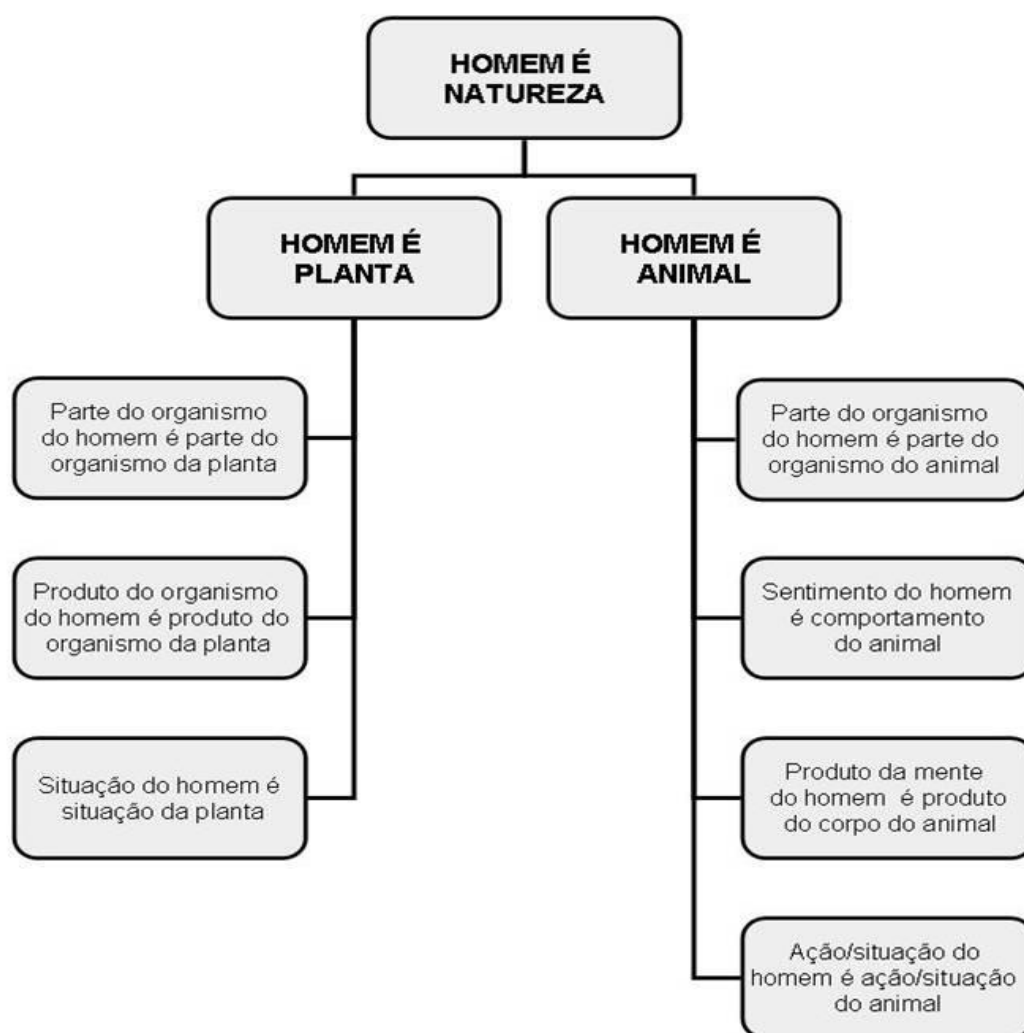 HOMEM É
NATUREZA
HOMEM É
PLANTA
HOMEM É
ANIMAL
Parte do organismo
do homem é parte do
organismo da planta
Produto do organismo
do homem é produto do
organismo da planta
Situação do homem é
situação da planta
Parte do organismo
do homem é parte do
organismo do animal
Sentimento do homem
é comportamento
do animal
Produto da mente
do homem é produto
do corpo do animal
Ação/situação do
homem é ação/situação
do animal